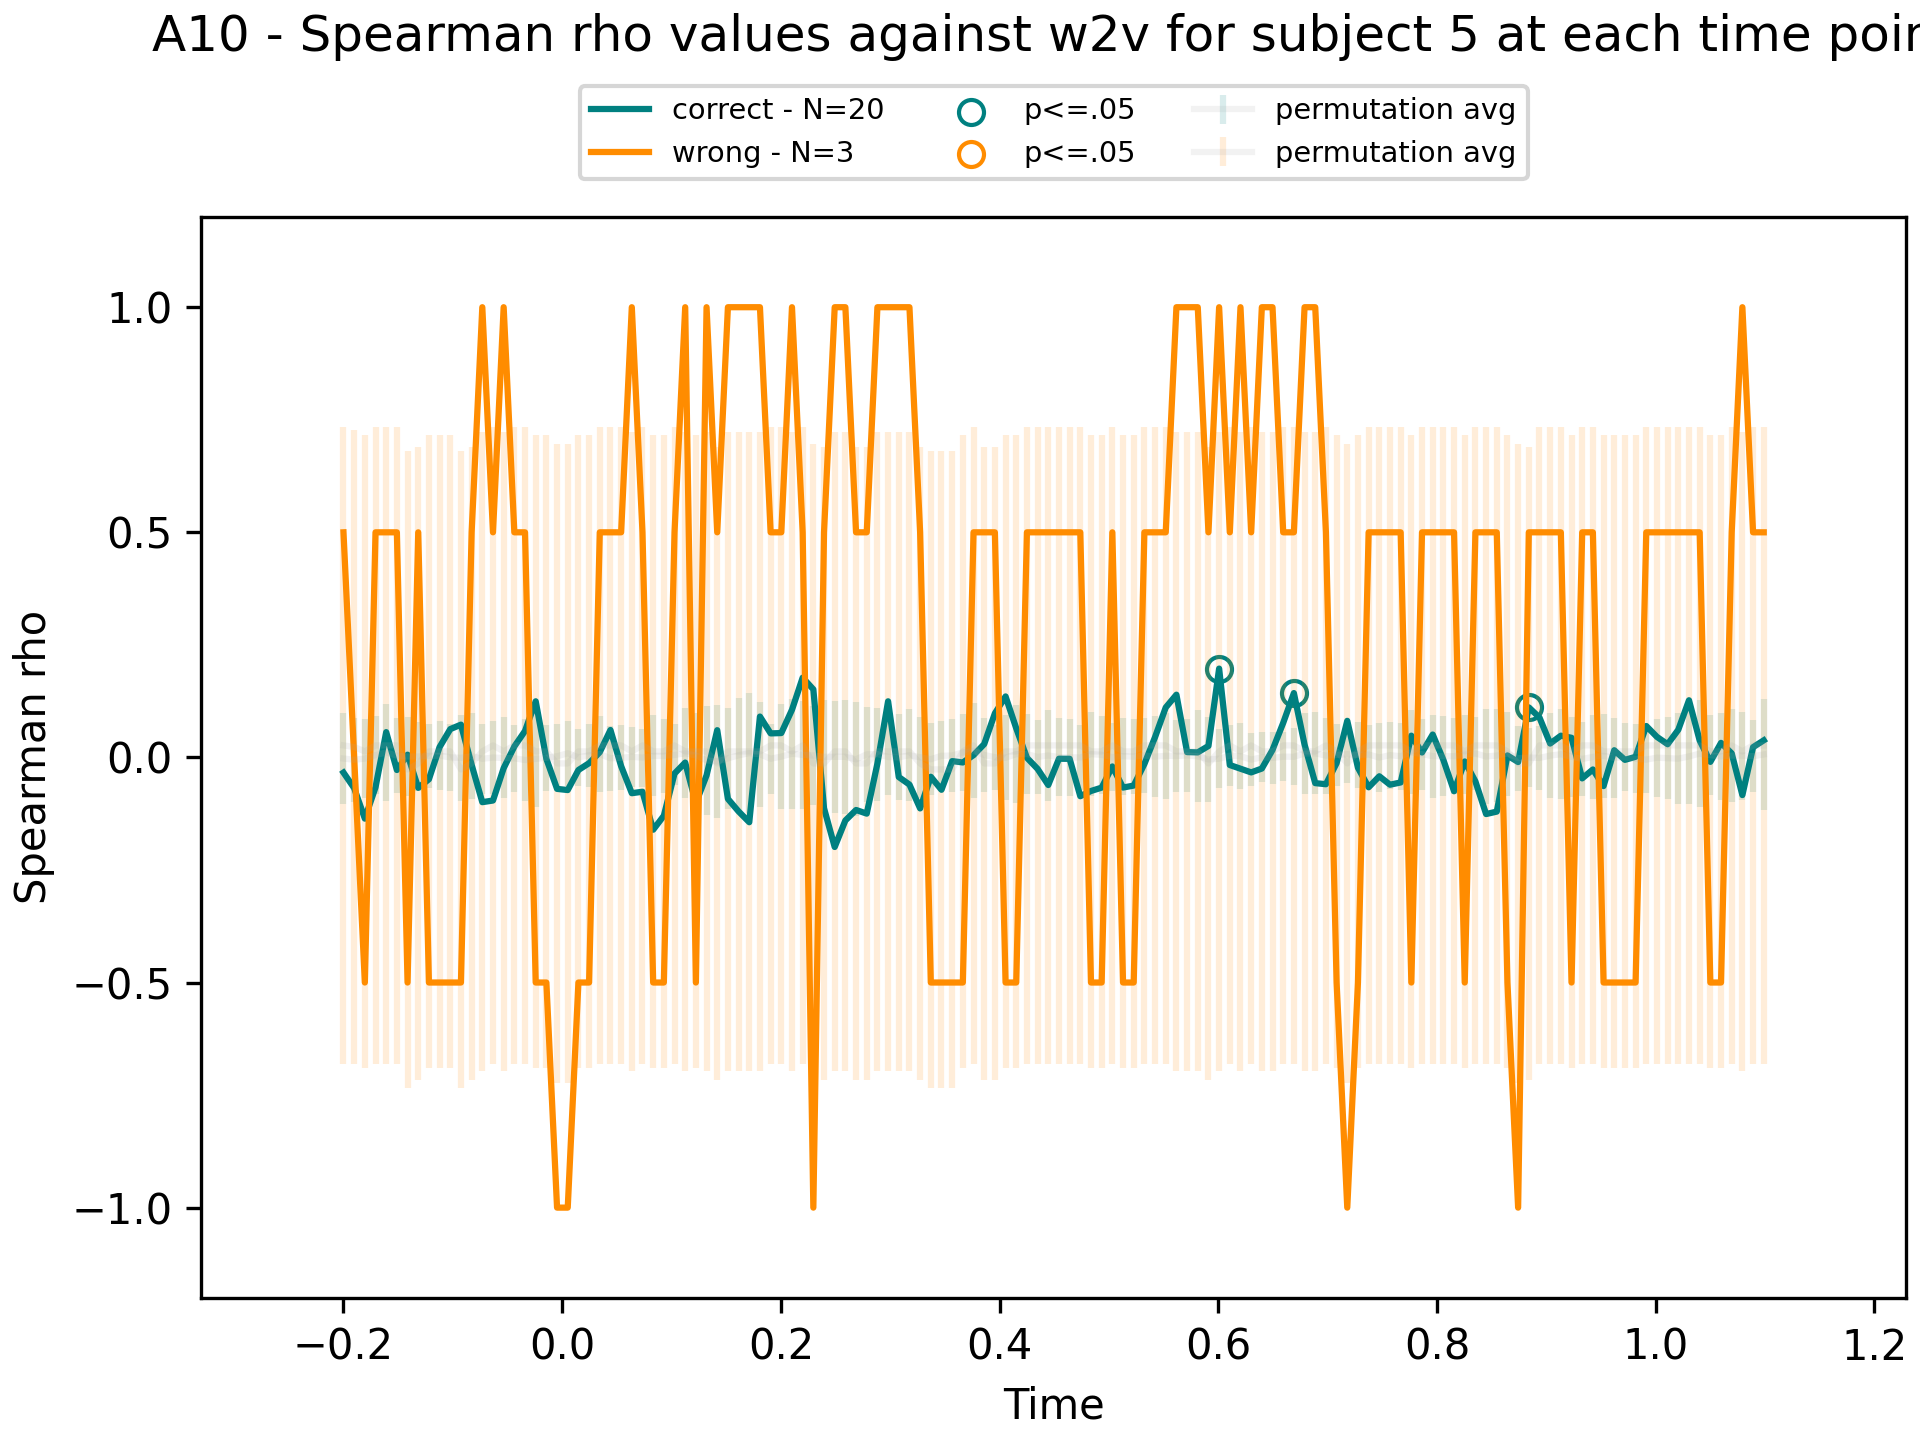 A10 - Spearman rho values against w2v for subject 5 at each time
correct - N=20 p<=.05 permutation avg
wrong - N=3 p<=.05 permutation avg
1.0
0.5
0.0
−0.5
−1.0
Spearman rho
−0.2 0.0 0.2 0.4 0.6 0.8 1.0 1.2
Time